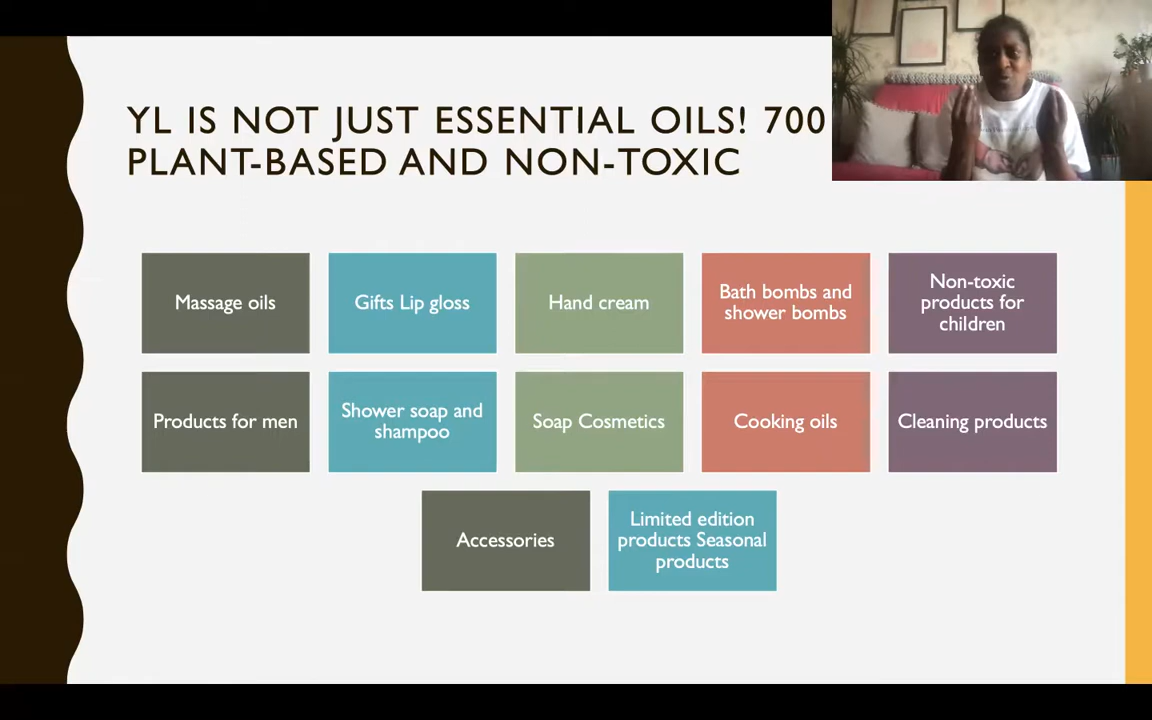 YL IS NOT JUST ESSENTIAL OILS! 700
PLANT-BASED AND NON-TOXIC
Massage oils
Gifts Lip gloss
Hand cream
Bath bombs and
shower bombs
Non-toxic
products for
children
Products for men
Shower soap and
shampoo
Soap Cosmetics
Cooking oils
Cleaning products
Accessories
Limited edition
products Seasonal
products